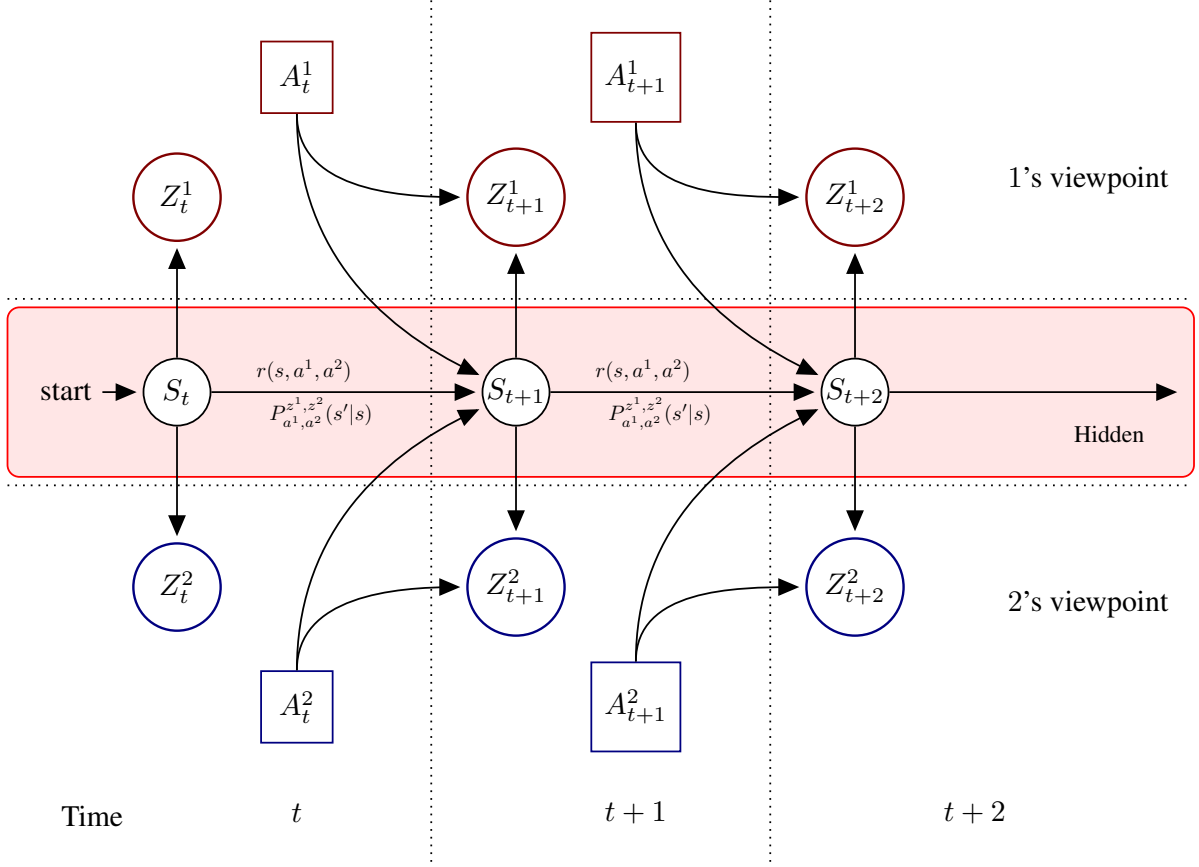 A_t^1 A_{t+1}^1
Z_t^1 Z_{t+1}^1 Z_{t+2}^1 1's viewpoint
r(s, a^1, a^2) r(s, a^1, a^2)
start S_t S_{t+1} S_{t+2}
P_{a^1,a^2}^{z^1,z^2}(s'|s) P_{a^1,a^2}^{z^1,z^2}(s'|s)
Hidden
Z_t^2 Z_{t+1}^2 Z_{t+2}^2 2's viewpoint
A_t^2 A_{t+1}^2
Time t t + 1 t + 2